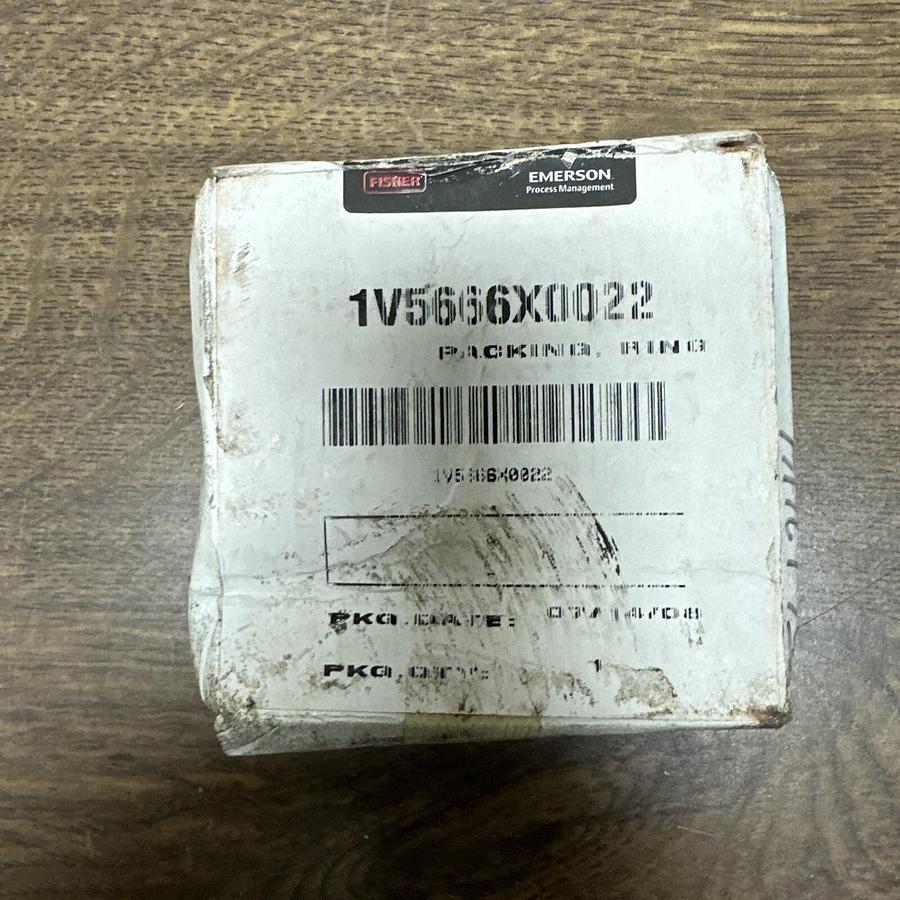 FISHER
EMERSON
Process Management
1V5666X0022
PACKING, RING
1V5666X0022
PKG.DATE:
PKG.QTY: 1